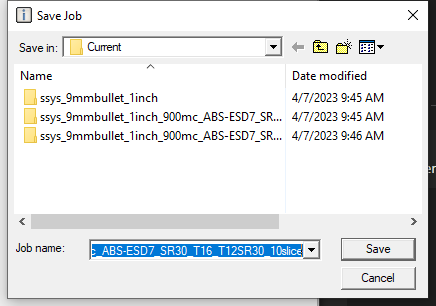 Save Job
Save in: Current
Name Date modified
ssys_9mmbullet_1inch 4/7/2023 9:45 AM
ssys_9mmbullet_1inch_900mc_ABS-ESD7_SR... 4/7/2023 9:45 AM
ssys_9mmbullet_1inch_900mc_ABS-ESD7_SR... 4/7/2023 9:46 AM
Job name: c_ABS-ESD7_SR30_T16_T12SR30_10slice Save
Cancel
er